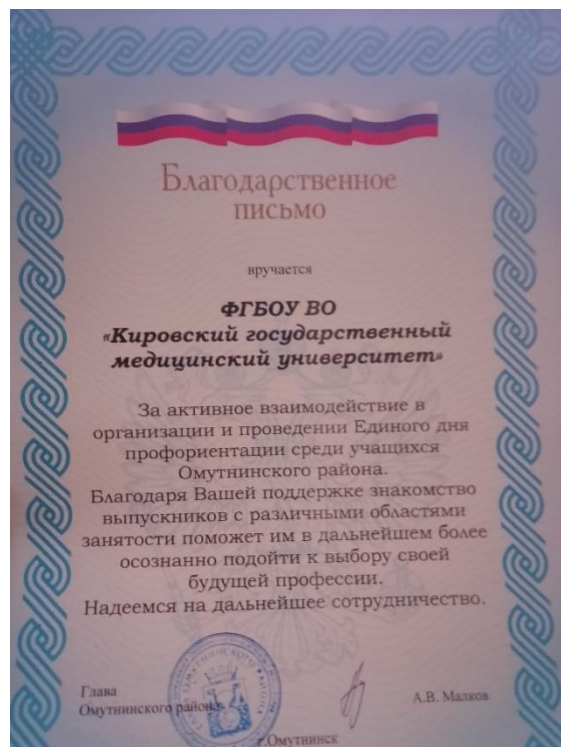 Благодарственное
письмо
вручается
ФГБОУ ВО
«Кировский государственный
медицинский университет»
За активное взаимодействие в
организации и проведении Единого дня
профориентации среди учащихся
Омутнинского района.
Благодаря Вашей поддержке знакомство
выпускников с различными областями
занятости поможет им в дальнейшем более
осознанно подойти к выбору своей
будущей профессии.
Надеемся на дальнейшее сотрудничество.
Глава
Омутнинского района
А.В. Малков
г.Омутнинск